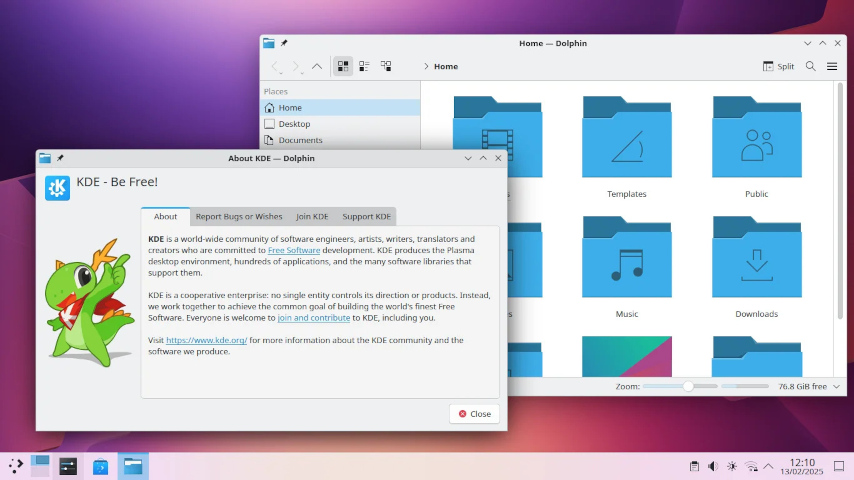 Home — Dolphin
Home
Split
Places
Home
Desktop
Documents
Templates
Public
Music
Downloads
Zoom:
76.8 GiB free
About KDE — Dolphin
KDE - Be Free!
About
Report Bugs or Wishes
Join KDE
Support KDE
KDE is a world-wide community of software engineers, artists, writers, translators and
creators who are committed to Free Software development. KDE produces the Plasma
desktop environment, hundreds of applications, and the many software libraries that
support them.
KDE is a cooperative enterprise: no single entity controls its direction or products. Instead,
we work together to achieve the common goal of building the world's finest Free
Software. Everyone is welcome to join and contribute to KDE, including you.
Visit https://www.kde.org/ for more information about the KDE community and the
software we produce.
Close
12:10
13/02/2025